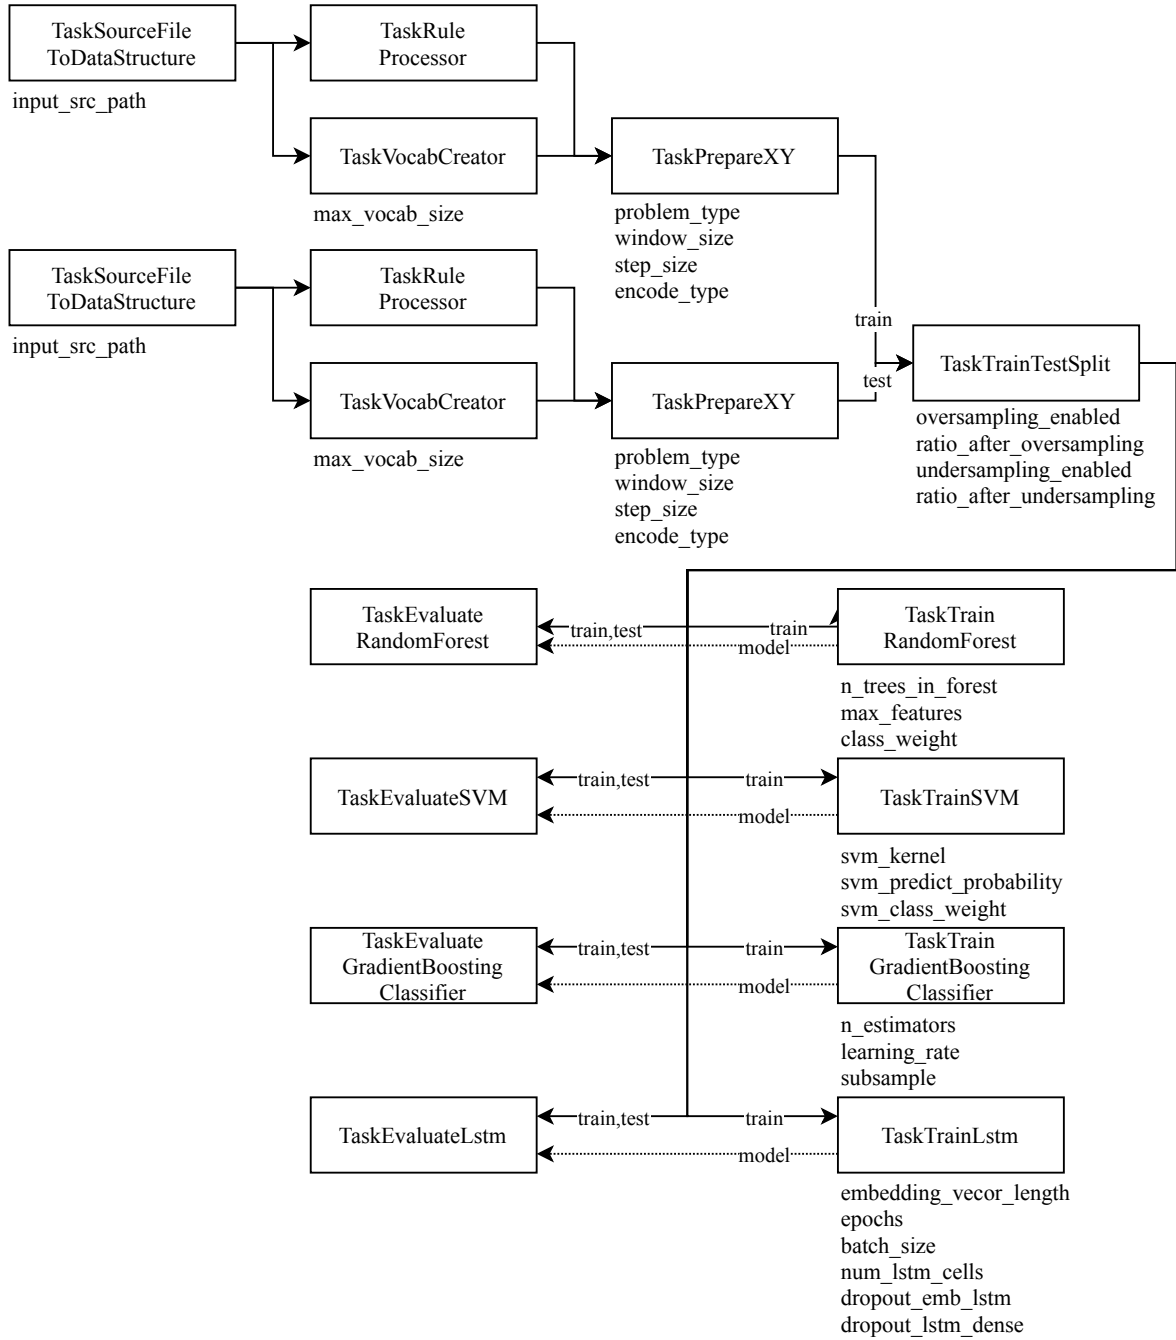 TaskSourceFile
ToDataStructure
input_src_path
TaskRule
Processor
TaskVocabCreator
max_vocab_size
TaskPrepareXY
problem_type
window_size
step_size
encode_type
TaskSourceFile
ToDataStructure
input_src_path
TaskRule
Processor
TaskVocabCreator
max_vocab_size
TaskPrepareXY
problem_type
window_size
step_size
encode_type
train
test
TaskTrainTestSplit
oversampling_enabled
ratio_after_oversampling
undersampling_enabled
ratio_after_undersampling
TaskEvaluate
RandomForest
train,test
train
model
TaskTrain
RandomForest
n_trees_in_forest
max_features
class_weight
TaskEvaluateSVM
train,test
train
model
TaskTrainSVM
svm_kernel
svm_predict_probability
svm_class_weight
TaskEvaluate
GradientBoosting
Classifier
train,test
train
model
TaskTrain
GradientBoosting
Classifier
n_estimators
learning_rate
subsample
TaskEvaluateLstm
train,test
train
model
TaskTrainLstm
embedding_vecor_length
epochs
batch_size
num_lstm_cells
dropout_emb_lstm
dropout_lstm_dense